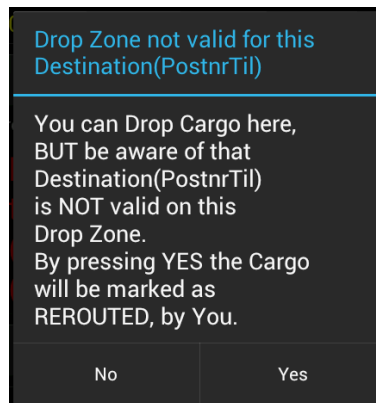 Drop Zone not valid for this
Destination(PostnrTil)
You can Drop Cargo here,
BUT be aware of that
Destination(PostnrTil)
is NOT valid on this
Drop Zone.
By pressing YES the Cargo
will be marked as
REROUTED, by You.
No
Yes